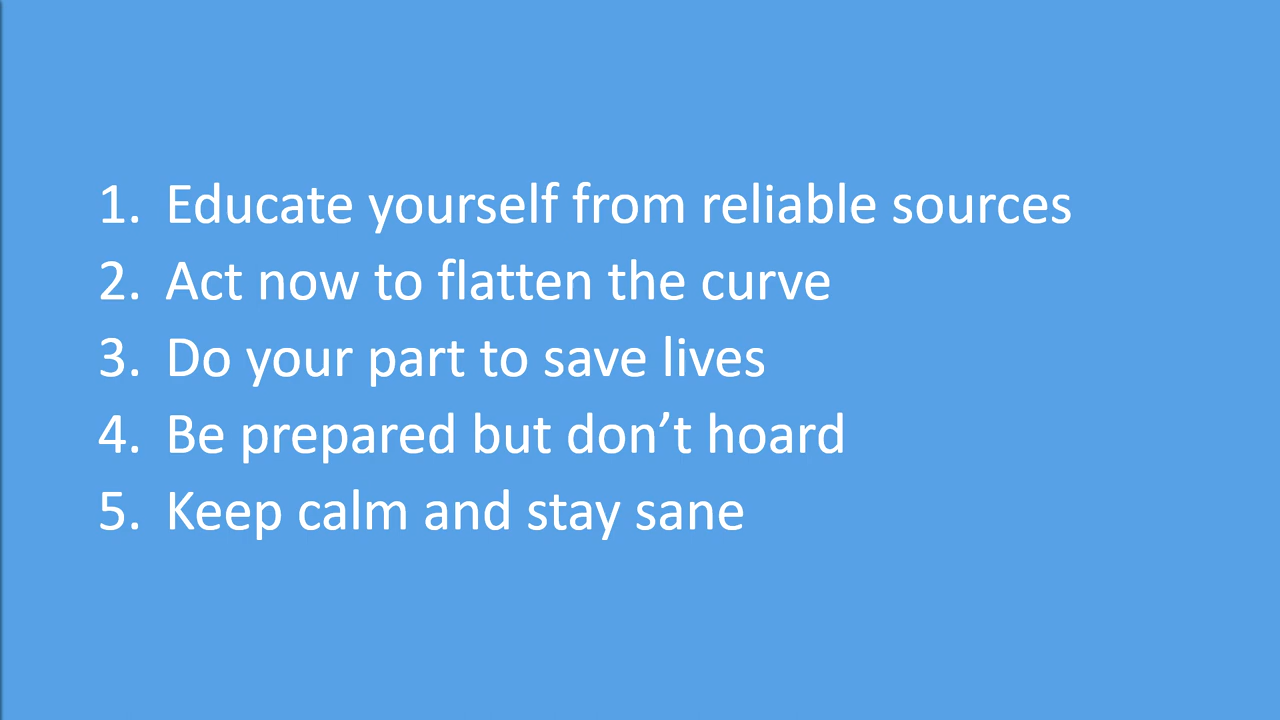 1. Educate yourself from reliable sources
2. Act now to flatten the curve
3. Do your part to save lives
4. Be prepared but don’t hoard
5. Keep calm and stay sane